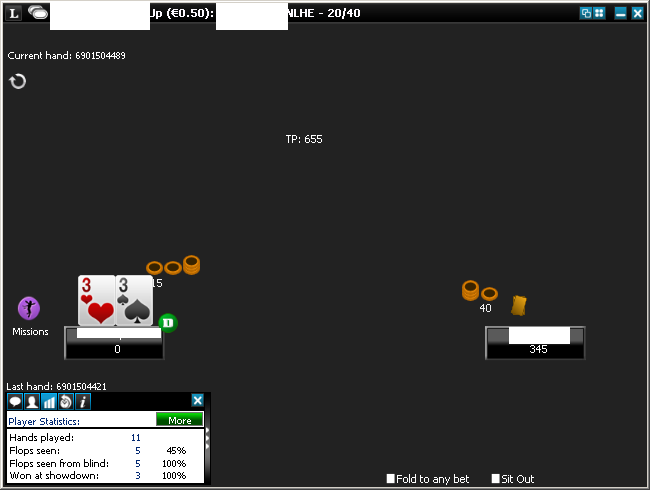 L Up (€0.50): NLHE - 20/40
Current hand: 6901504489
TP: 655
3 3
15
40
D
Missions
0
345
Last hand: 6901504421
i
Player Statistics: More
Hands played: 11
Flops seen: 5 45%
Flops seen from blind: 5 100%
Won at showdown: 3 100%
Fold to any bet Sit Out